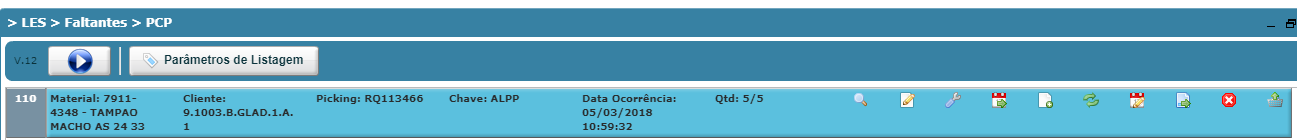 > LES > Faltantes > PCP
V.12
Parâmetros de Listagem
110
Material: 7911-
4348 - TAMPAO
MACHO AS 24 33
Cliente:
9.1003.B.GLAD.1.A.
1
Picking: RQ113466
Chave: ALPP
Data Ocorrência:
05/03/2018
10:59:32
Qtd: 5/5